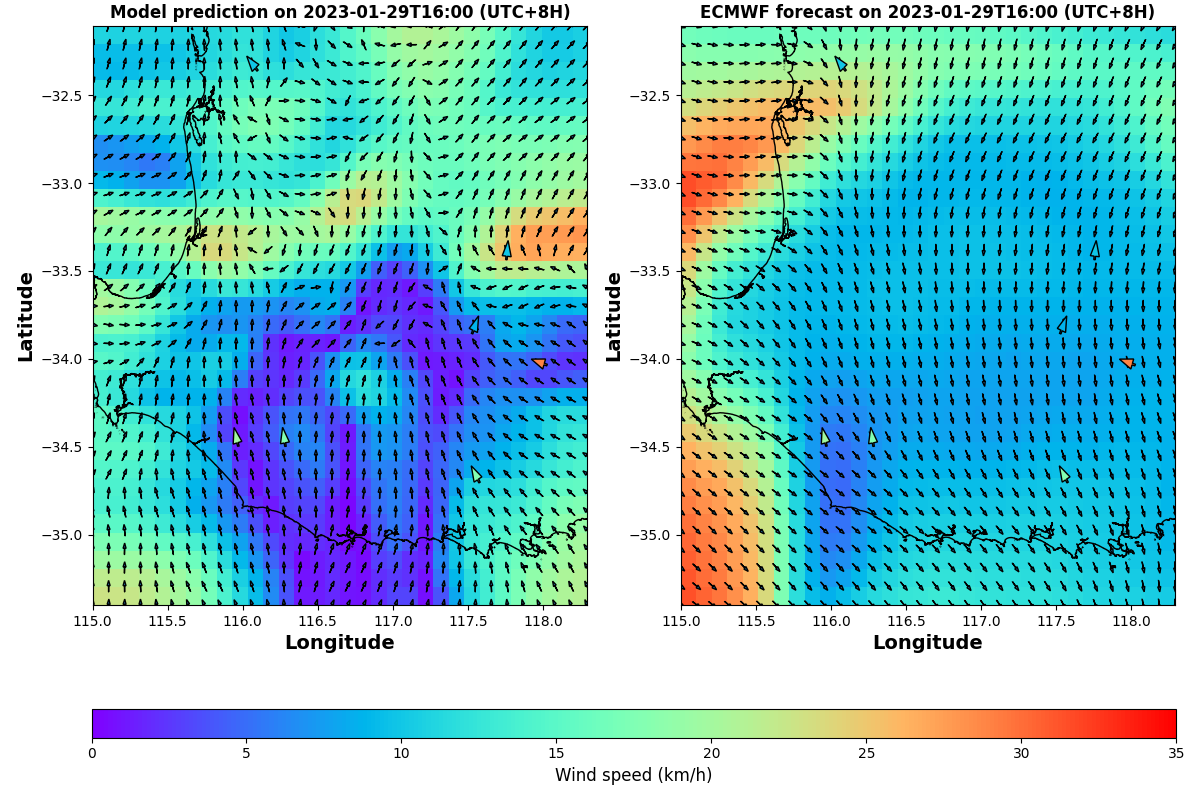 Model prediction on 2023-01-29T16:00 (UTC+8H)
ECMWF forecast on 2023-01-29T16:00 (UTC+8H)
−32.5
−33.0
−33.5
−34.0
−34.5
−35.0
Latitude
115.0 115.5 116.0 116.5 117.0 117.5 118.0
Longitude
−32.5
−33.0
−33.5
−34.0
−34.5
−35.0
Latitude
115.0 115.5 116.0 116.5 117.0 117.5 118.0
Longitude
0 5 10 15 20 25 30 35
Wind speed (km/h)